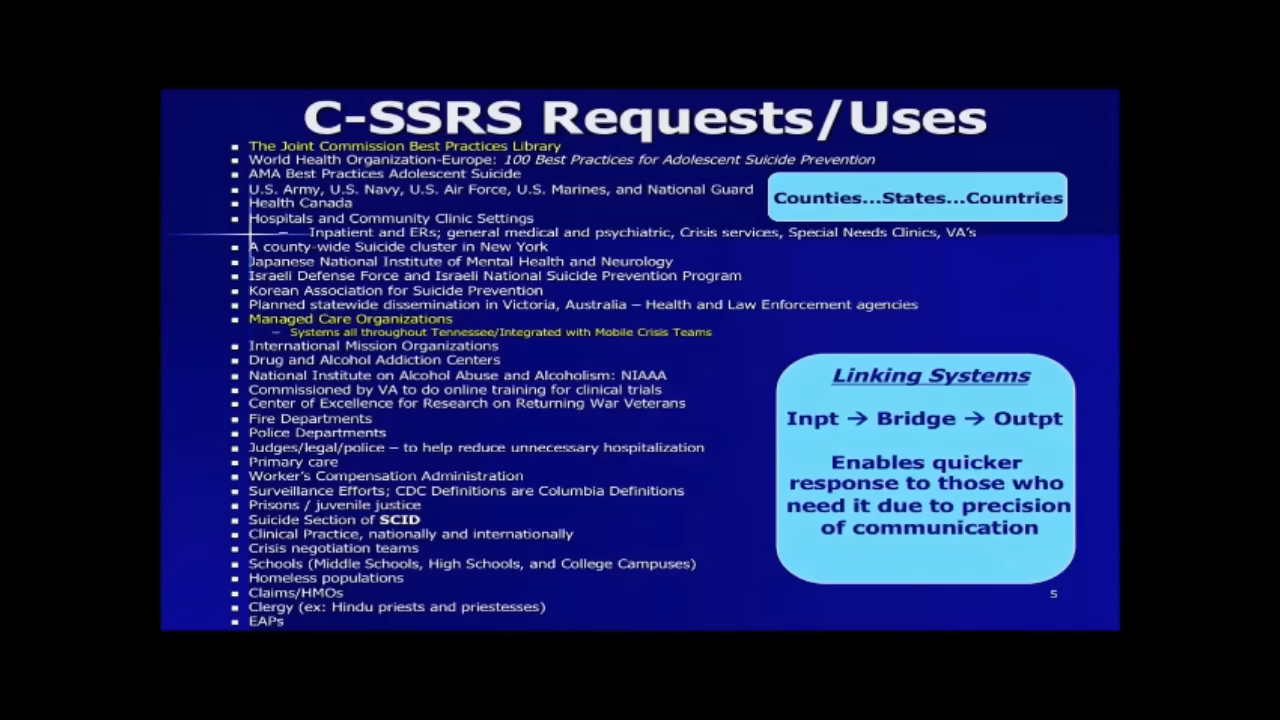 C-SSRS Requests/Uses
The Joint Commission Best Practices Library
World Health Organization-Europe: 100 Best Practices for Adolescent Suicide Prevention
AMA Best Practices Adolescent Suicide
U.S. Army, U.S. Navy, U.S. Air Force, U.S. Marines, and National Guard
Health Canada
Hospitals and Community Clinic Settings
– Inpatient and ERs; general medical and psychiatric, Crisis services, Special Needs Clinics, VA's
A county-wide Suicide cluster in New York
Japanese National Institute of Mental Health and Neurology
Israeli Defense Force and Israeli National Suicide Prevention Program
Korean Association for Suicide Prevention
Planned statewide dissemination in Victoria, Australia – Health and Law Enforcement agencies
Managed Care Organizations
– Systems all throughout Tennessee/Integrated with Mobile Crisis Teams
International Mission Organizations
Drug and Alcohol Addiction Centers
National Institute on Alcohol Abuse and Alcoholism: NIAAA
Commissioned by VA to do online training for clinical trials
Center of Excellence for Research on Returning War Veterans
Fire Departments
Police Departments
Judges/legal/police – to help reduce unnecessary hospitalization
Primary care
Worker's Compensation Administration
Surveillance Efforts; CDC Definitions are Columbia Definitions
Prisons / juvenile justice
Suicide Section of SCID
Clinical Practice, nationally and internationally
Crisis negotiation teams
Schools (Middle Schools, High Schools, and College Campuses)
Homeless populations
Claims/HMOs
Clergy (ex: Hindu priests and priestesses)
EAPs
Counties...States...Countries
Linking Systems
Inpt → Bridge → Outpt
Enables quicker
response to those who
need it due to precision
of communication
5